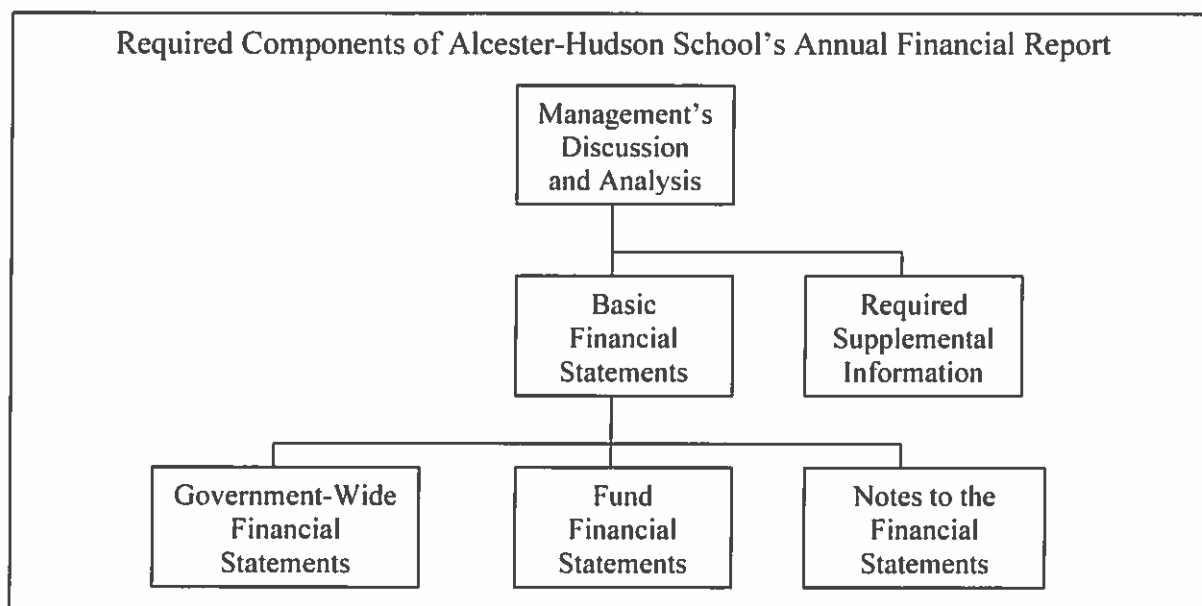 Required Components of Alcester-Hudson School's Annual Financial Report
Management's
Discussion
and Analysis
Basic
Financial
Statements
Required
Supplemental
Information
Government-Wide
Financial
Statements
Fund
Financial
Statements
Notes to the
Financial
Statements